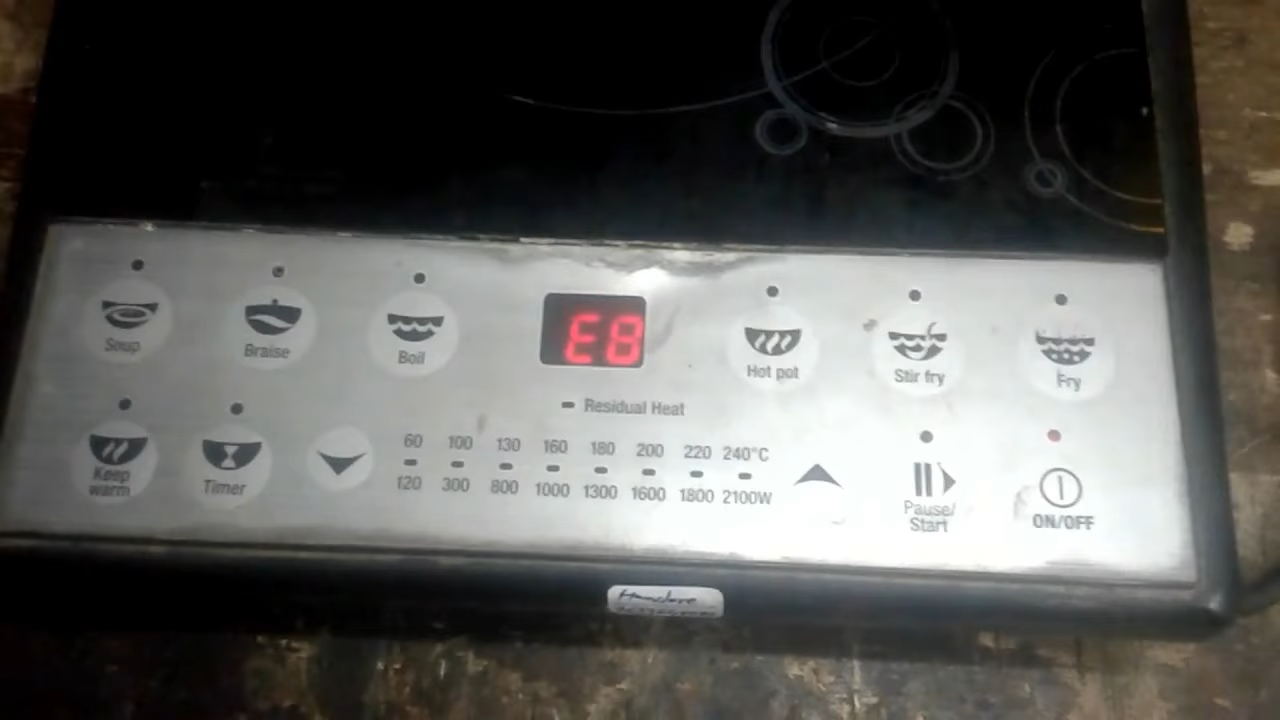 Soup
Braise
Boil
E8
Hot pot
Stir fry
Fry
Residual Heat
Keep
warm
Timer
60 100 130 160 180 200 220 240°C
120 300 800 1000 1300 1600 1800 2100W
Pause/
Start
ON/OFF